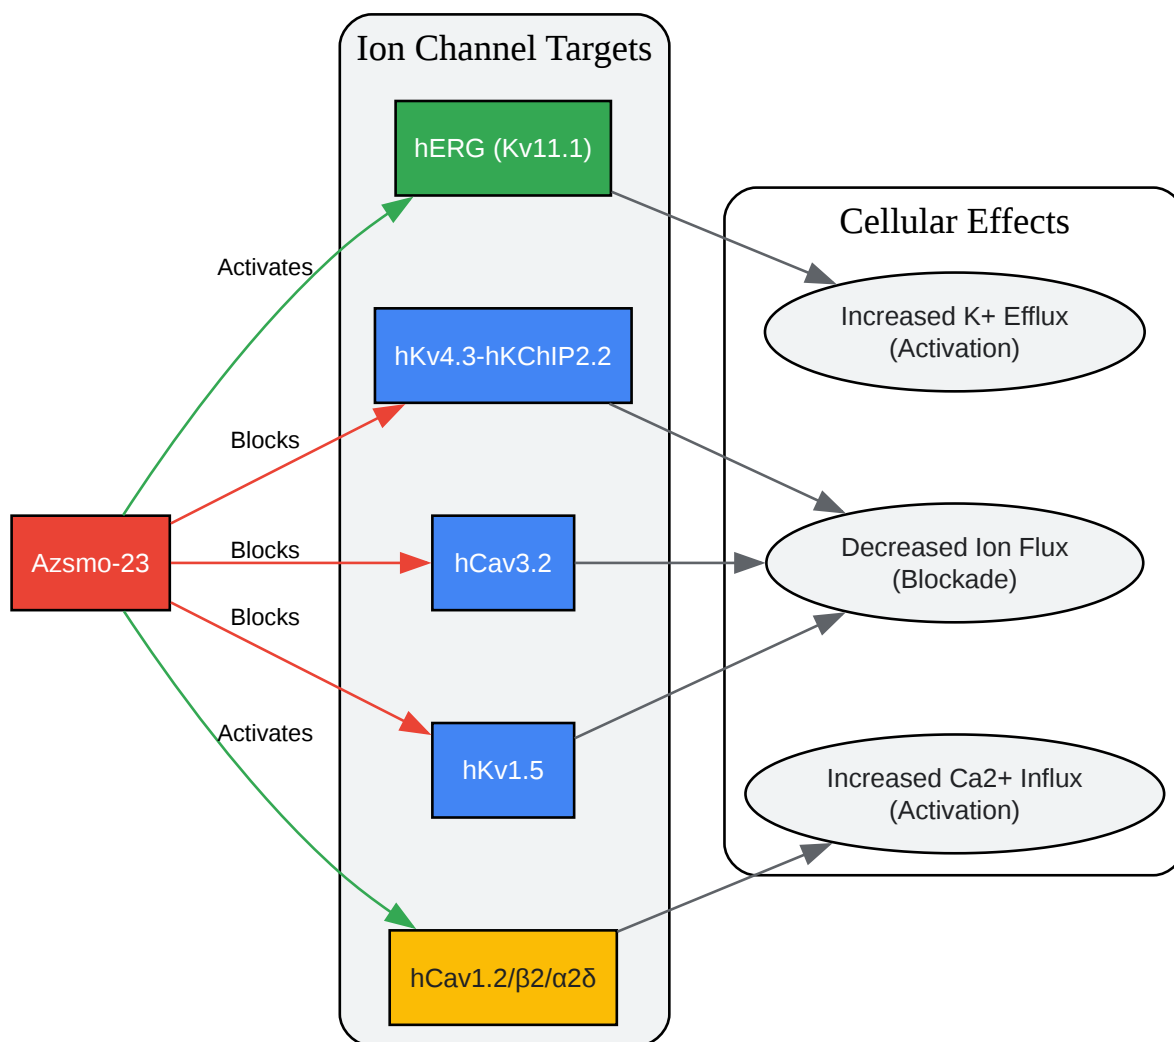 Ion Channel Targets
hERG (Kv11.1)
Cellular Effects
Activates
Increased K+ Efflux
(Activation)
hKv4.3-hKChIP2.2
Blocks
Azsmo-23
Blocks
hCav3.2
Decreased Ion Flux
(Blockade)
Blocks
hKv1.5
Activates
Increased Ca2+ Influx
(Activation)
hCav1.2/β2/α2δ